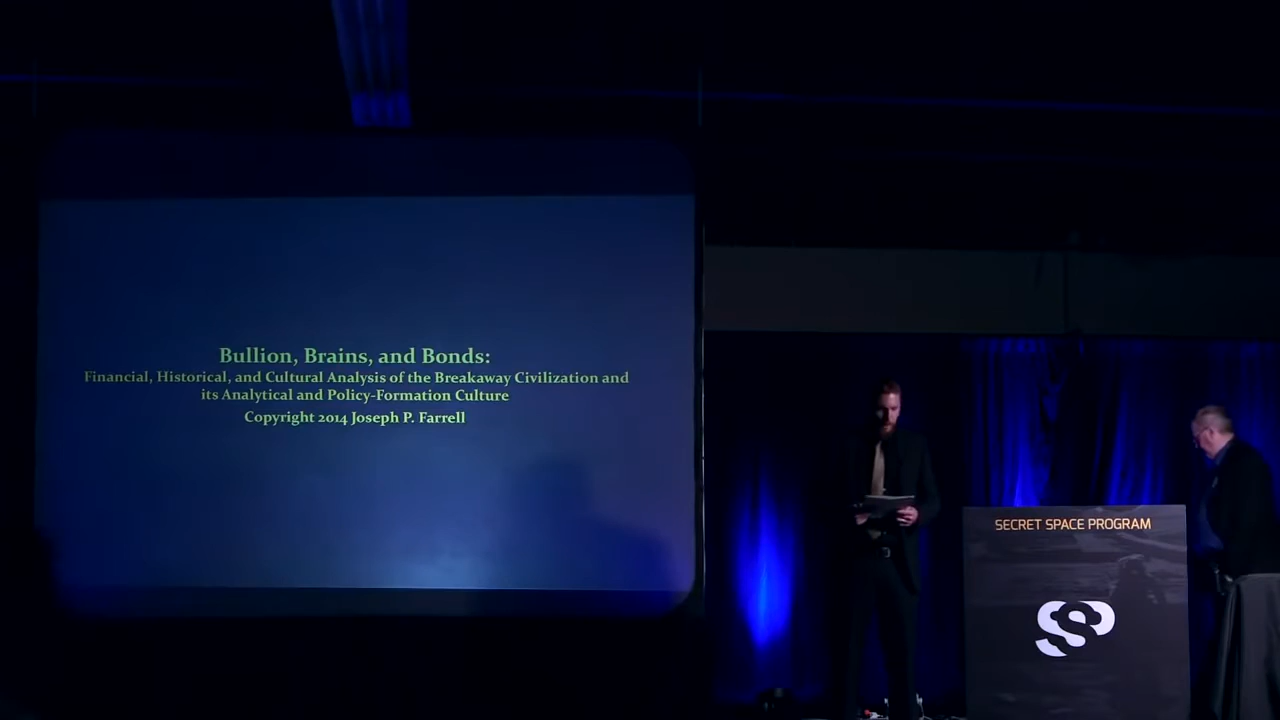 Bullion, Brains, and Bonds:
Financial, Historical, and Cultural Analysis of the Breakaway Civilization and
its Analytical and Policy-Formation Culture
Copyright 2014 Joseph P. Farrell
SECRET SPACE PROGRAM
SSP